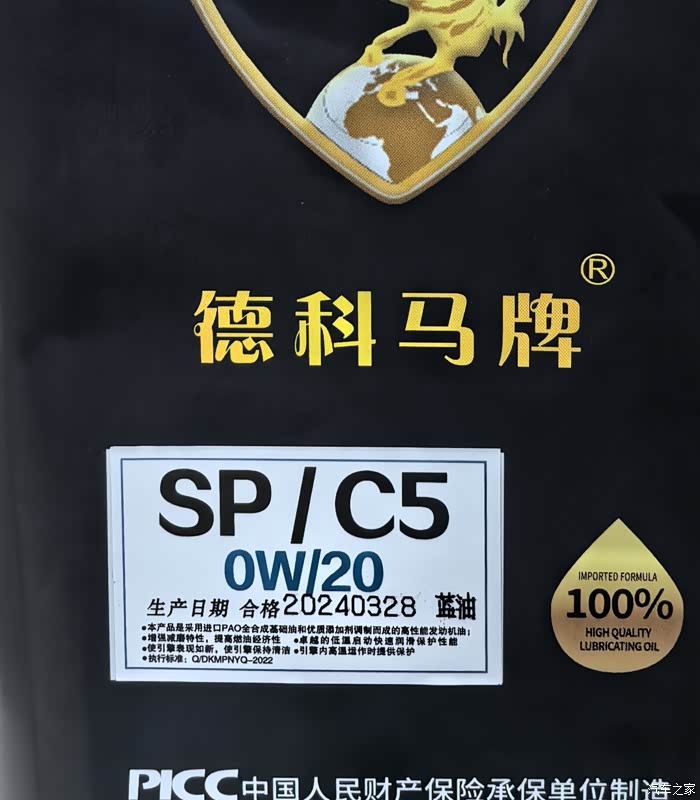 德科马牌®
SP/C5
0W/20
生产日期 合格20240328 蓝油
●本产品是采用进口PAO全合成基础油和优质添加剂调制而成的高性能发动机油；
●增强减磨特性，提高燃油经济性 ●卓越的低温启动快速润滑保护性能
●使引擎表现如新，使引擎保持清洁 ●引擎内高温运作时提供保护
●执行标准：Q/DKMPNYQ-2022
IMPORTED FORMULA
100%
HIGH QUALITY
LUBRICATING OIL
PICC中国人民财产保险承保单位制造
汽车之家